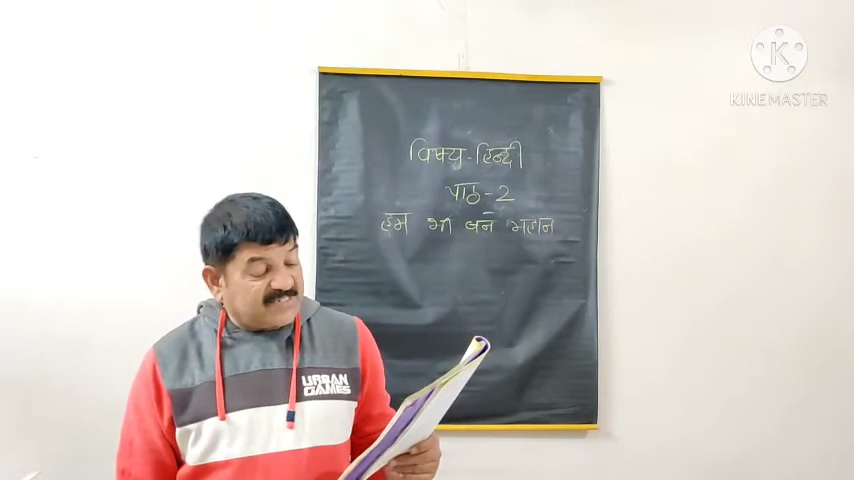 KINEMASTER
विषय-हिन्दी
पाठ-2
हम भी बनें महान
URBAN
GAMES